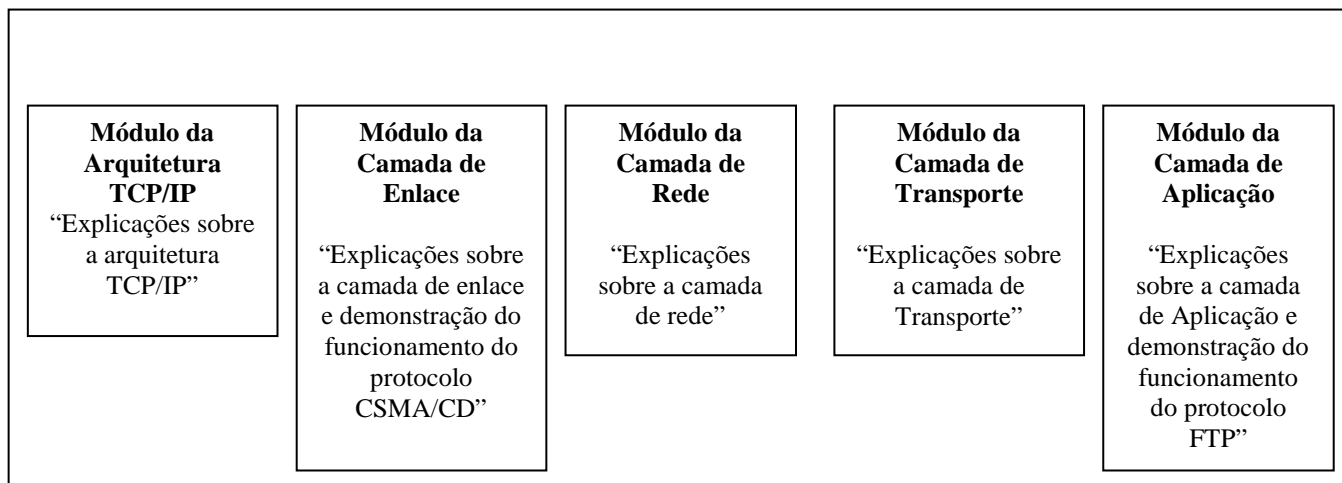 Módulo da
Arquitetura
TCP/IP
“Explicações sobre
a arquitetura
TCP/IP”
Módulo da
Camada de
Enlace
“Explicações sobre
a camada de enlace
e demonstração do
funcionamento do
protocolo
CSMA/CD”
Módulo da
Camada de
Rede
“Explicações
sobre a camada
de rede”
Módulo da
Camada de
Transporte
“Explicações sobre
a camada de
Transporte”
Módulo da
Camada de
Aplicação
“Explicações
sobre a camada
de Aplicação e
demonstração do
funcionamento
do protocolo
FTP”